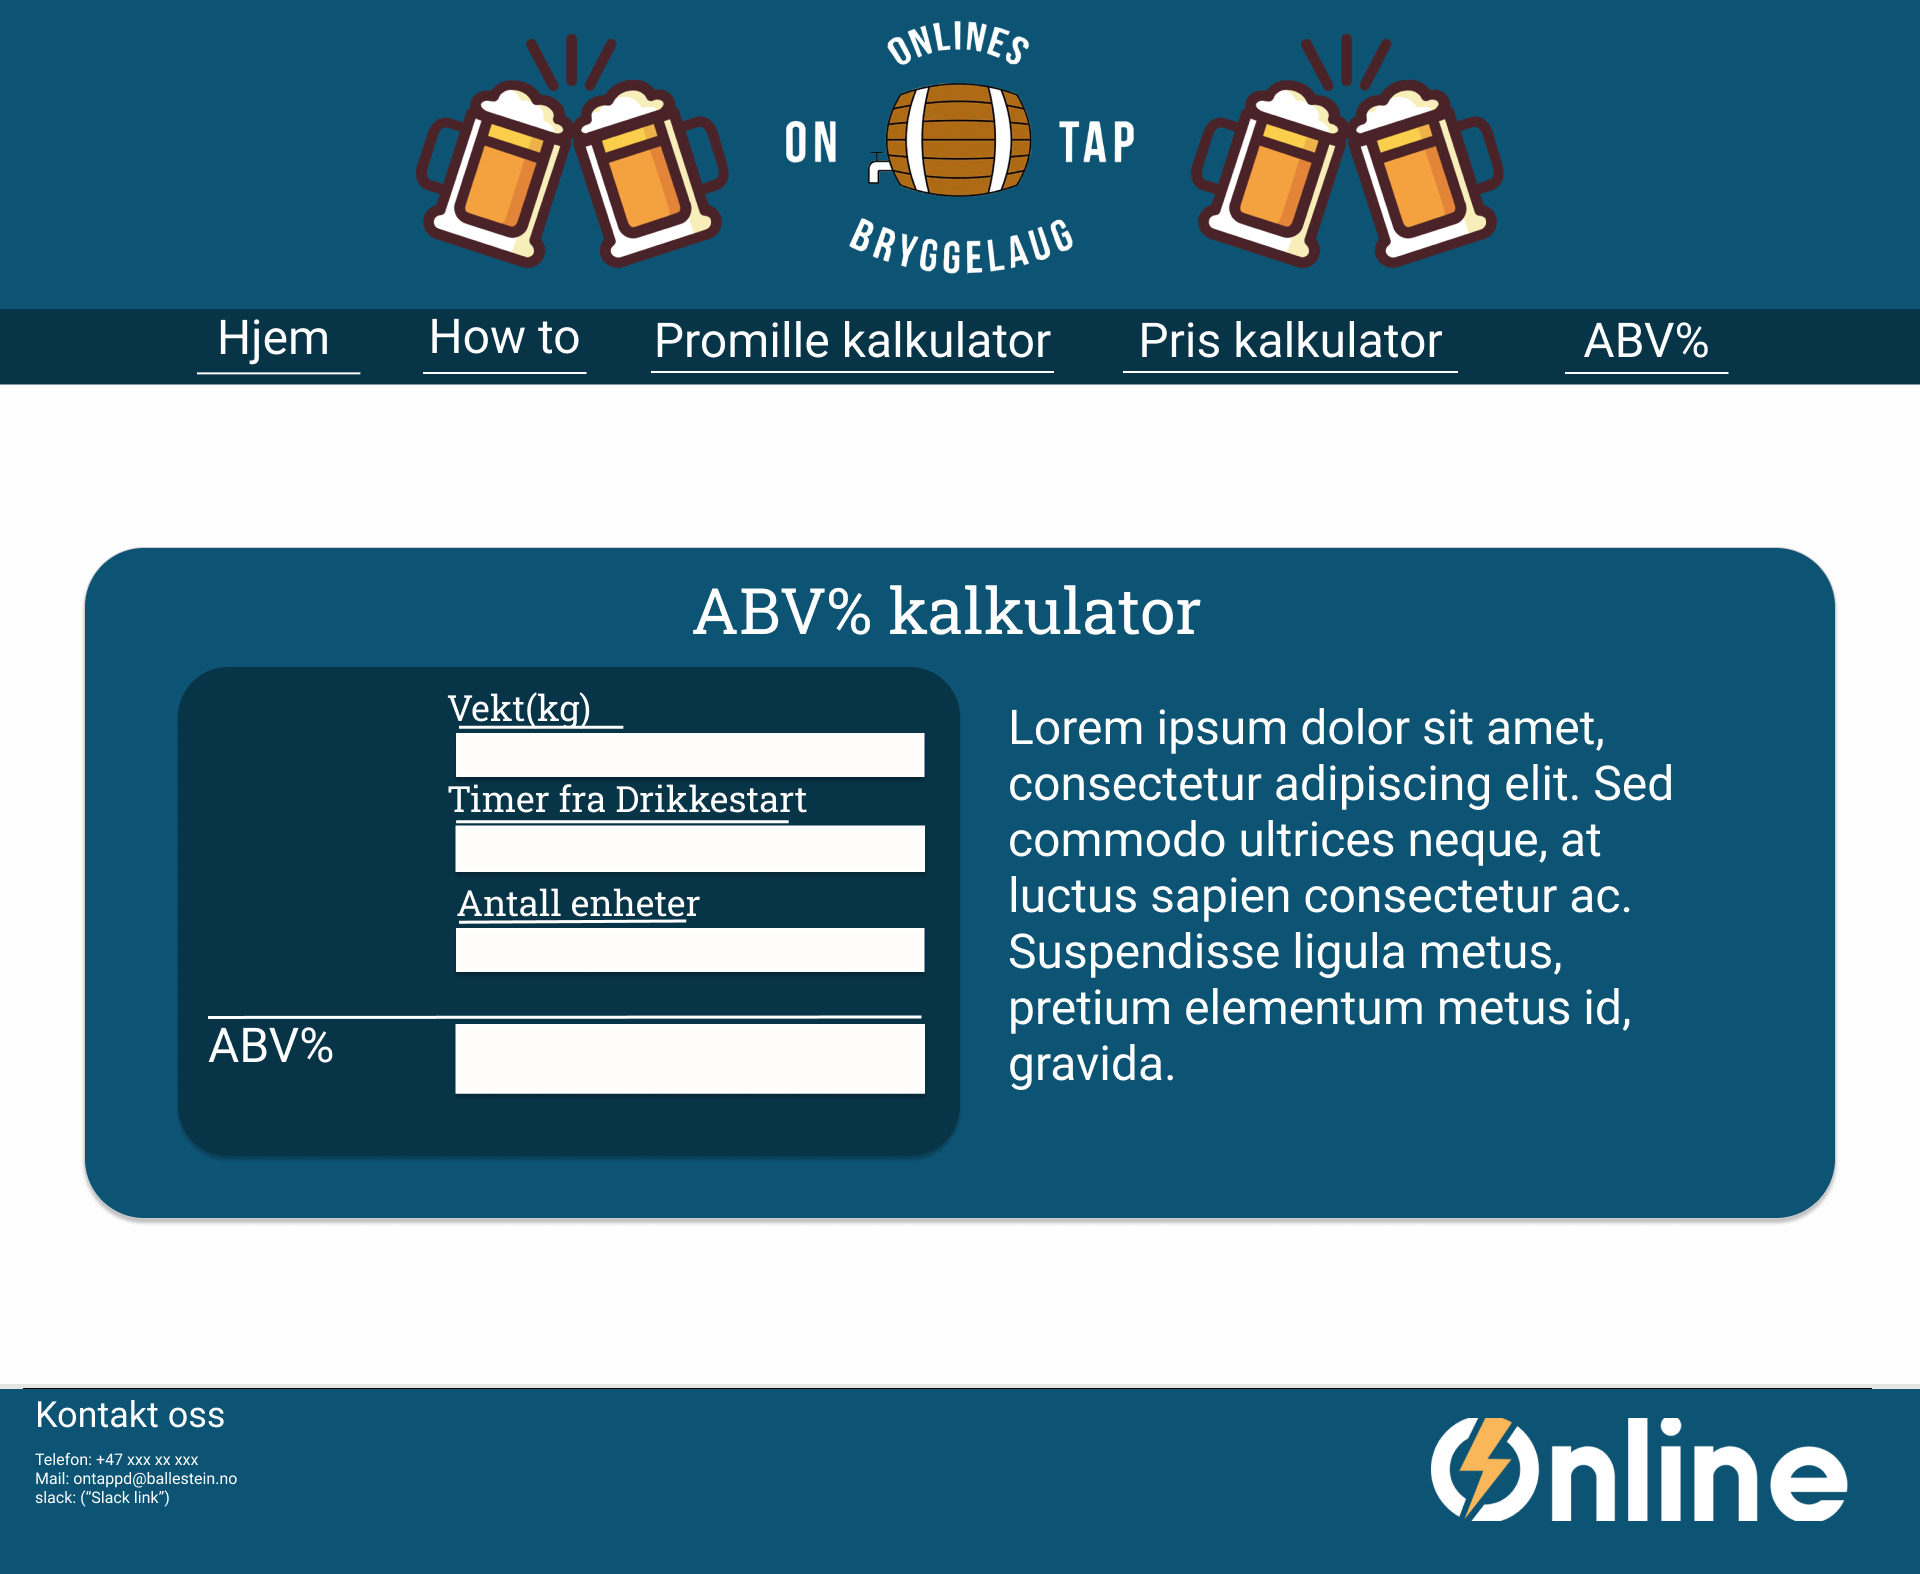 ONLINES
ON TAP
BRYGGELAUG
Hjem How to Promille kalkulator Pris kalkulator ABV%
ABV% kalkulator
Vekt(kg)
Timer fra Drikkestart
Antall enheter
ABV%
Lorem ipsum dolor sit amet,
consectetur adipiscing elit. Sed
commodo ultrices neque, at
luctus sapien consectetur ac.
Suspendisse ligula metus,
pretium elementum metus id,
gravida.
Kontakt oss
Telefon: +47 xxx xx xxx
Mail: ontappd@ballestein.no
slack: (“Slack link”)
Online